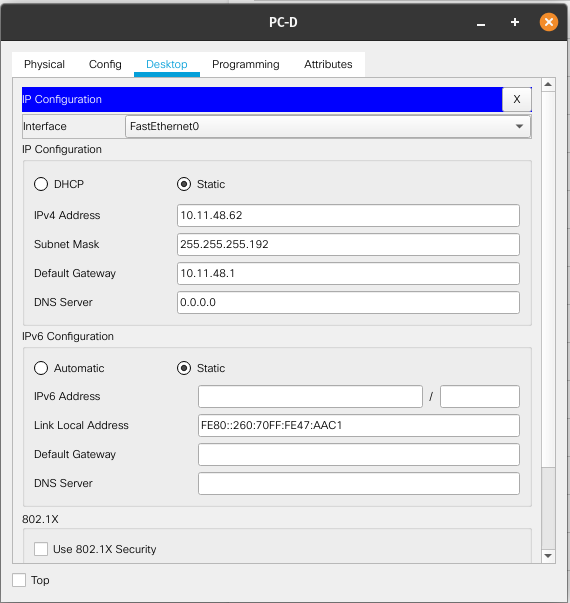 PC-D
Physical Config Desktop Programming Attributes
IP Configuration X
Interface FastEthernet0
IP Configuration
DHCP Static
IPv4 Address 10.11.48.62
Subnet Mask 255.255.255.192
Default Gateway 10.11.48.1
DNS Server 0.0.0.0
IPv6 Configuration
Automatic Static
IPv6 Address /
Link Local Address FE80::260:70FF:FE47:AAC1
Default Gateway
DNS Server
802.1X
Use 802.1X Security
Top